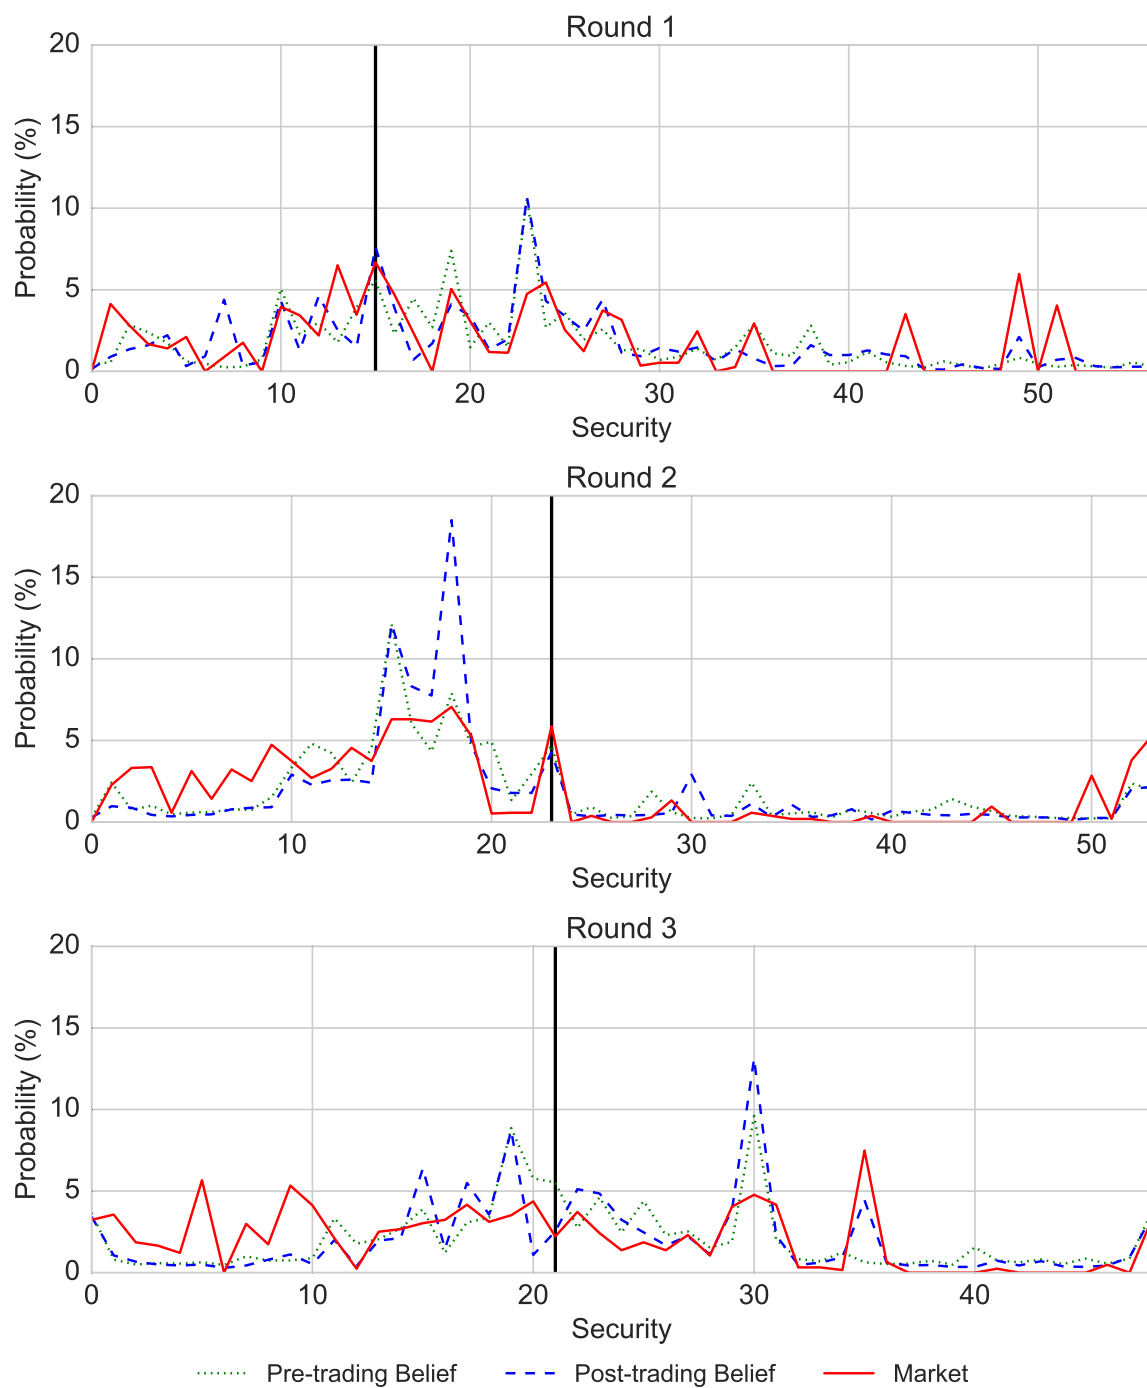 Round 1
20
15
10
5
0
Probability (%)
0 10 20 30 40 50
Security
Round 2
20
15
10
5
0
Probability (%)
0 10 20 30 40 50
Security
Round 3
20
15
10
5
0
Probability (%)
0 10 20 30 40
Security
Pre-trading Belief Post-trading Belief Market